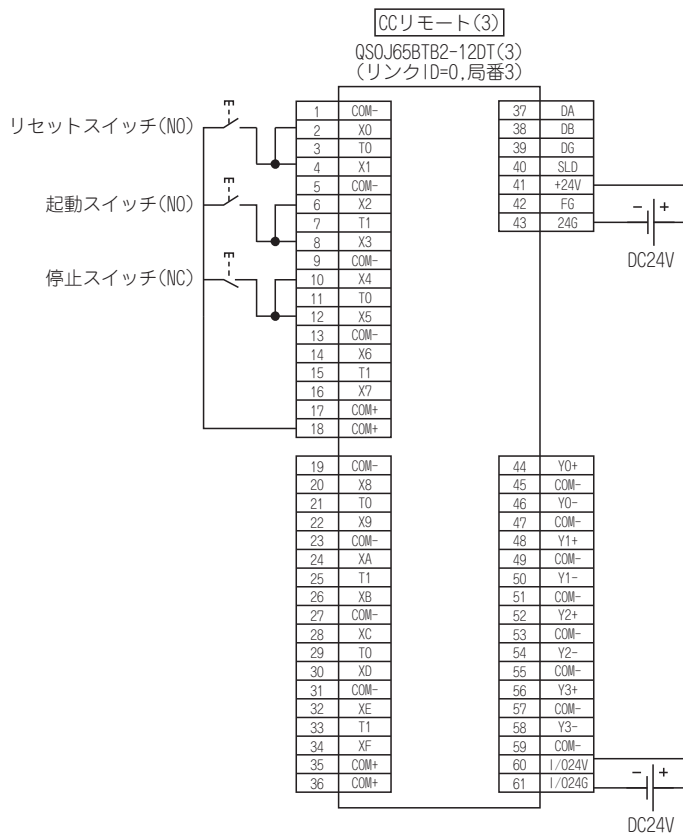 CCリモート(3)
QS0J65BTB2-12DT(3)
(リンクID=0,局番3)
リセットスイッチ(NO)
起動スイッチ(NO)
停止スイッチ(NC)
1 COM-
2 X0
3 T0
4 X1
5 COM-
6 X2
7 T1
8 X3
9 COM-
10 X4
11 T0
12 X5
13 COM-
14 X6
15 T1
16 X7
17 COM+
18 COM+
19 COM-
20 X8
21 T0
22 X9
23 COM-
24 XA
25 T1
26 XB
27 COM-
28 XC
29 T0
30 XD
31 COM-
32 XE
33 T1
34 XF
35 COM+
36 COM+
37 DA
38 DB
39 DG
40 SLD
41 +24V
42 FG
43 24G
- +
DC24V
44 Y0+
45 COM-
46 Y0-
47 COM-
48 Y1+
49 COM-
50 Y1-
51 COM-
52 Y2+
53 COM-
54 Y2-
55 COM-
56 Y3+
57 COM-
58 Y3-
59 COM-
60 I/O24V
61 I/O24G
- +
DC24V